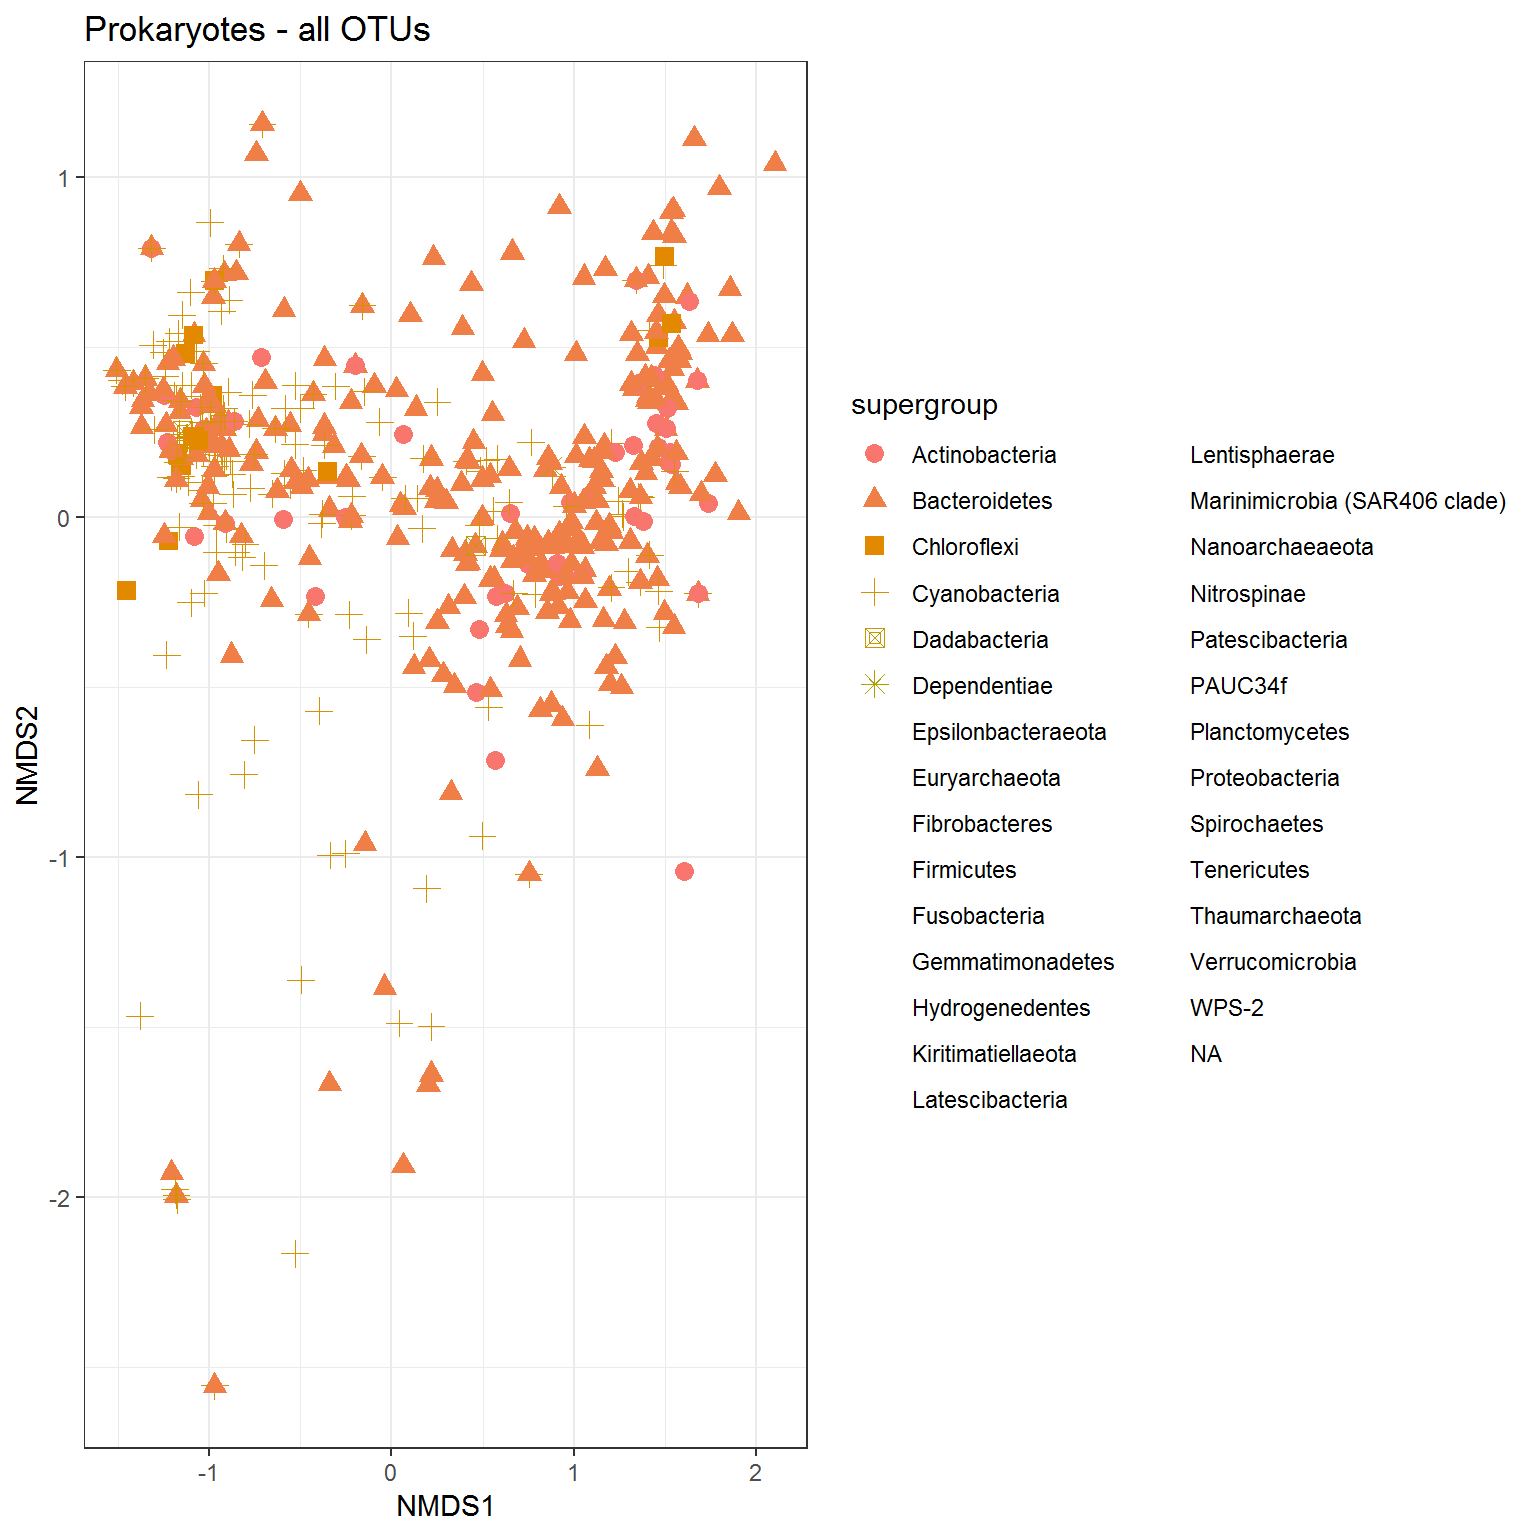 Prokaryotes - all OTUs
1
0
-1
-2
NMDS2
-1
0
1
2
NMDS1
supergroup
Actinobacteria
Bacteroidetes
Chloroflexi
Cyanobacteria
Dadabacteria
Dependentiae
Epsilonbacteraeota
Euryarchaeota
Fibrobacteres
Firmicutes
Fusobacteria
Gemmatimonadetes
Hydrogenedentes
Kiritimatiellaeota
Latescibacteria
Lentisphaerae
Marinimicrobia (SAR406 clade)
Nanoarchaeaeota
Nitrospinae
Patescibacteria
PAUC34f
Planctomycetes
Proteobacteria
Spirochaetes
Tenericutes
Thaumarchaeota
Verrucomicrobia
WPS-2
NA